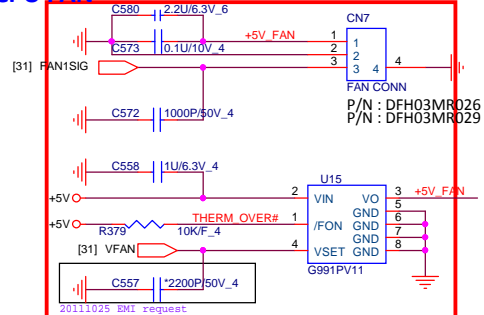 C580 2.2U/6.3V_6
CN7
C573 0.1U/10V_4
+5V_FAN
1 1
2 2
3 3 4 4
[31] FAN1SIG
FAN CONN
P/N : DFH03MR026
P/N : DFH03MR029
C572 1000P/50V_4
C558 1U/6.3V_4
U15
+5V 2 VIN VO 3 +5V_FAN
GND 5
+5V THERM_OVER# 1 /FON GND 6
R379 10K/F_4
GND 7
[31] VFAN 4 VSET GND 8
G991PV11
C557 *2200P/50V_4
20111025 EMI request